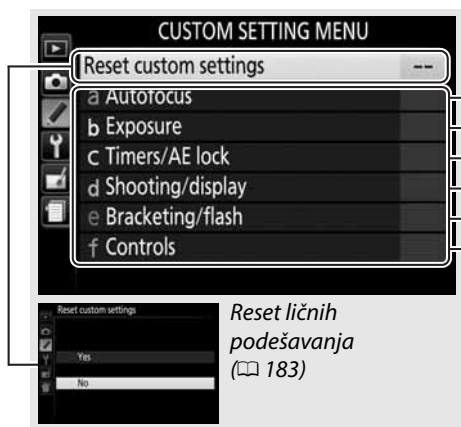 CUSTOM SETTING MENU
Reset custom settings --
a Autofocus
b Exposure
c Timers/AE lock
d Shooting/display
e Bracketing/flash
f Controls
Reset custom settings
Yes
No
Reset ličnih
podešavanja
(📖 183)